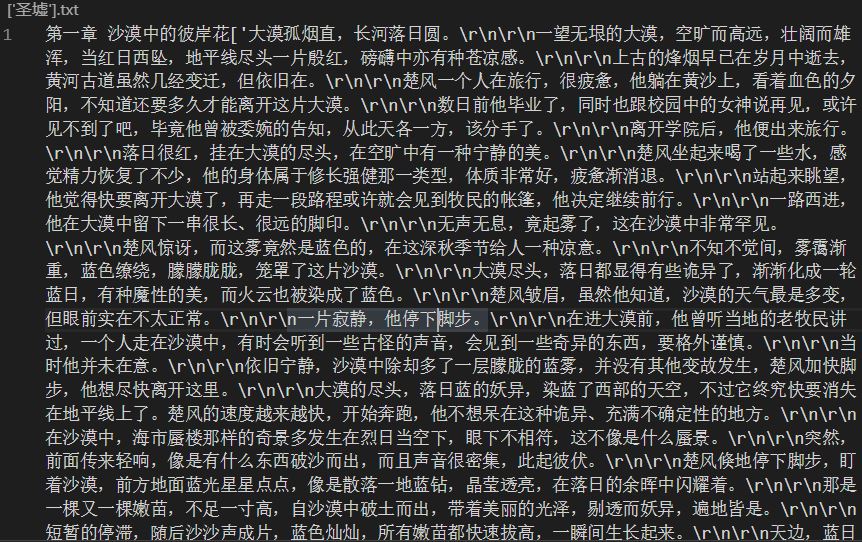 ['圣墟'].txt
1 第一章 沙漠中的彼岸花['大漠孤烟直，长河落日圆。\r\n\r\n一望无垠的大漠，空旷而高远，壮阔而雄
浑，当红日西坠，地平线尽头一片殷红，磅礴中亦有种苍凉感。\r\n\r\n上古的烽烟早已在岁月中逝去，
黄河古道虽然几经变迁，但依旧在。\r\n\r\n楚风一个人在旅行，很疲惫，他躺在黄沙上，看着血色的夕
阳，不知道还要多久才能离开这片大漠。\r\n\r\n数日前他毕业了，同时也跟校园中的女神说再见，或许
见不到了吧，毕竟他曾被委婉的告知，从此天各一方，该分手了。\r\n\r\n离开学院后，他便出来旅行。
\r\n\r\n落日很红，挂在大漠的尽头，在空旷中有一种宁静的美。\r\n\r\n楚风坐起来喝了一些水，感
觉精力恢复了不少，他的身体属于修长强健那一类型，体质非常好，疲惫渐消退。\r\n\r\n站起来眺望，
他觉得快要离开大漠了，再走一段路程或许就会见到牧民的帐篷，他决定继续前行。\r\n\r\n一路西进，
他在大漠中留下一串很长、很远的脚印。\r\n\r\n无声无息，竟起雾了，这在沙漠中非常罕见。
\r\n\r\n楚风惊讶，而这雾竟然是蓝色的，在这深秋季节给人一种凉意。\r\n\r\n不知不觉间，雾霭渐
重，蓝色缭绕，朦朦胧胧，笼罩了这片沙漠。\r\n\r\n大漠尽头，落日都显得有些诡异了，渐渐化成一轮
蓝日，有种魔性的美，而火云也被染成了蓝色。\r\n\r\n楚风皱眉，虽然他知道，沙漠的天气最是多变，
但眼前实在不太正常。\r\n\r\n一片寂静，他停下脚步。\r\n\r\n在进大漠前，他曾听当地的老牧民讲
过，一个人走在沙漠中，有时会听到一些古怪的声音，会见到一些奇异的东西，要格外谨慎。\r\n\r\n当
时他并未在意。\r\n\r\n依旧宁静，沙漠中除却多了一层朦胧的蓝雾，并没有其他变故发生，楚风加快脚
步，他想尽快离开这里。\r\n\r\n大漠的尽头，落日蓝的妖异，染蓝了西部的天空，不过它终究快要消失
在地平线上了。楚风的速度越来越快，开始奔跑，他不想呆在这种诡异、充满不确定性的地方。\r\n\r\n
在沙漠中，海市蜃楼那样的奇景多发生在烈日当空下，眼下不相符，这不像是什么蜃景。\r\n\r\n突然，
前面传来轻响，像是有什么东西破沙而出，而且声音很密集，此起彼伏。\r\n\r\n楚风倏地停下脚步，盯
着沙漠，前方地面蓝光星星点点，像是散落一地蓝钻，晶莹透亮，在落日的余晖中闪耀着。\r\n\r\n那是
一棵又一棵嫩苗，不足一寸高，自沙漠中破土而出，带着美丽的光泽，剔透而妖异，遍地皆是。\r\n\r\n
短暂的停滞，随后沙沙声成片，蓝色灿灿，所有嫩苗都快速拔高，一瞬间生长起来。\r\n\r\n天边，蓝日